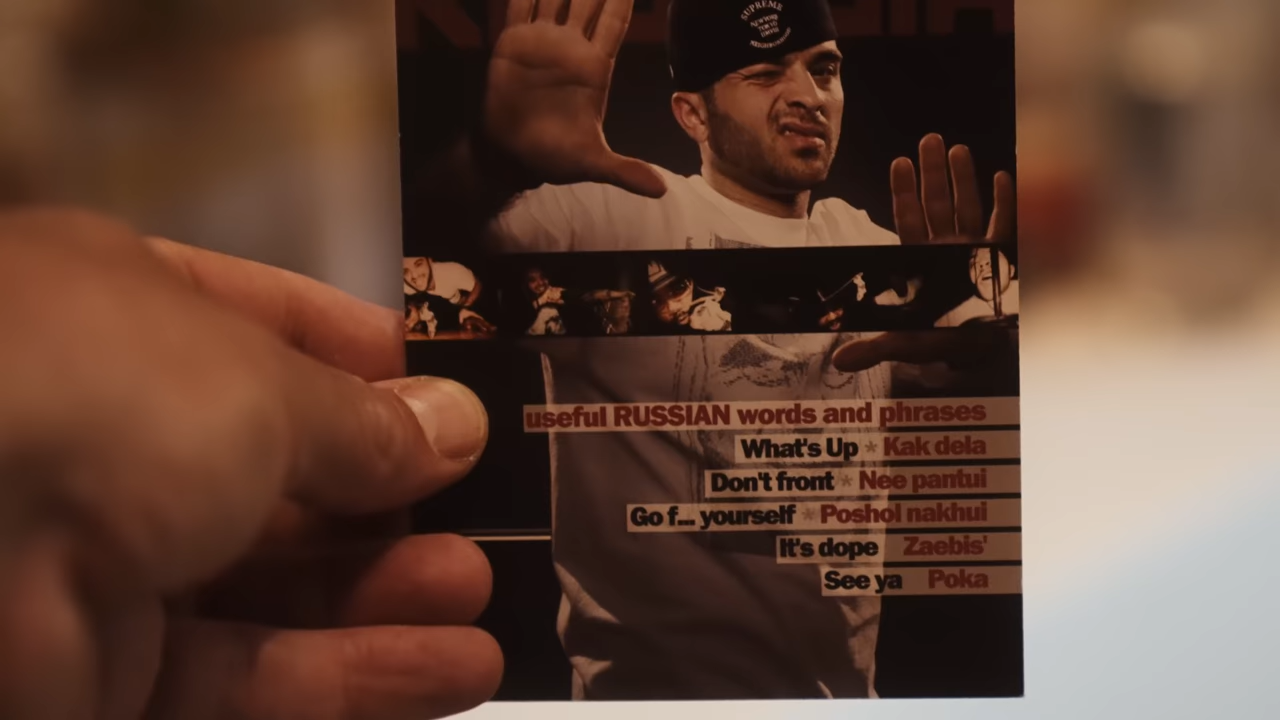 SUPREME
useful RUSSIAN words and phrases
What's Up * Kak dela
Don't front * Nee pantui
Go f... yourself * Poshol nakhui
It's dope Zaebis'
See ya Poka